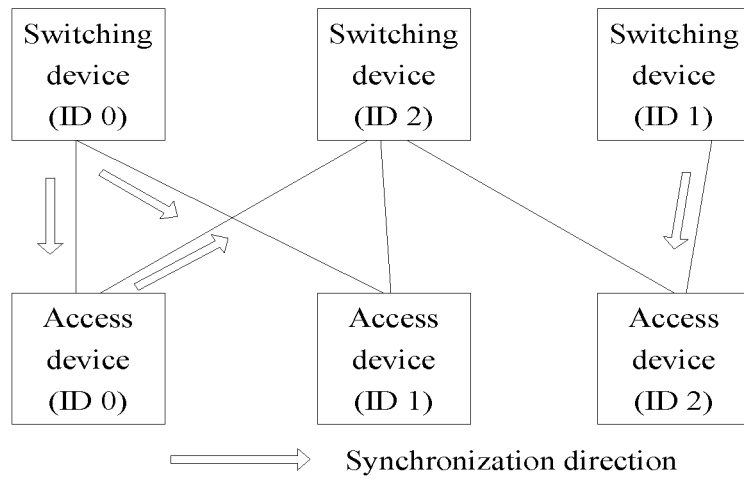 Switching
device
(ID 0)
Switching
device
(ID 2)
Switching
device
(ID 1)
Access
device
(ID 0)
Access
device
(ID 1)
Access
device
(ID 2)
Synchronization direction